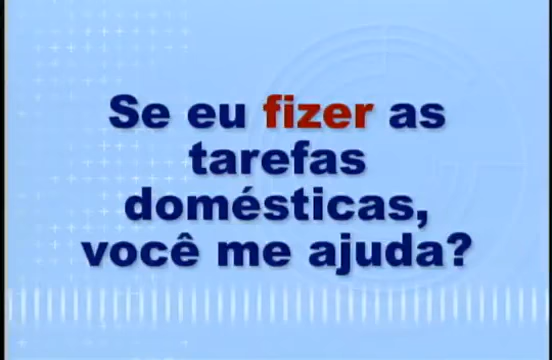 Se eu fizer as
tarefas
domésticas,
você me ajuda?